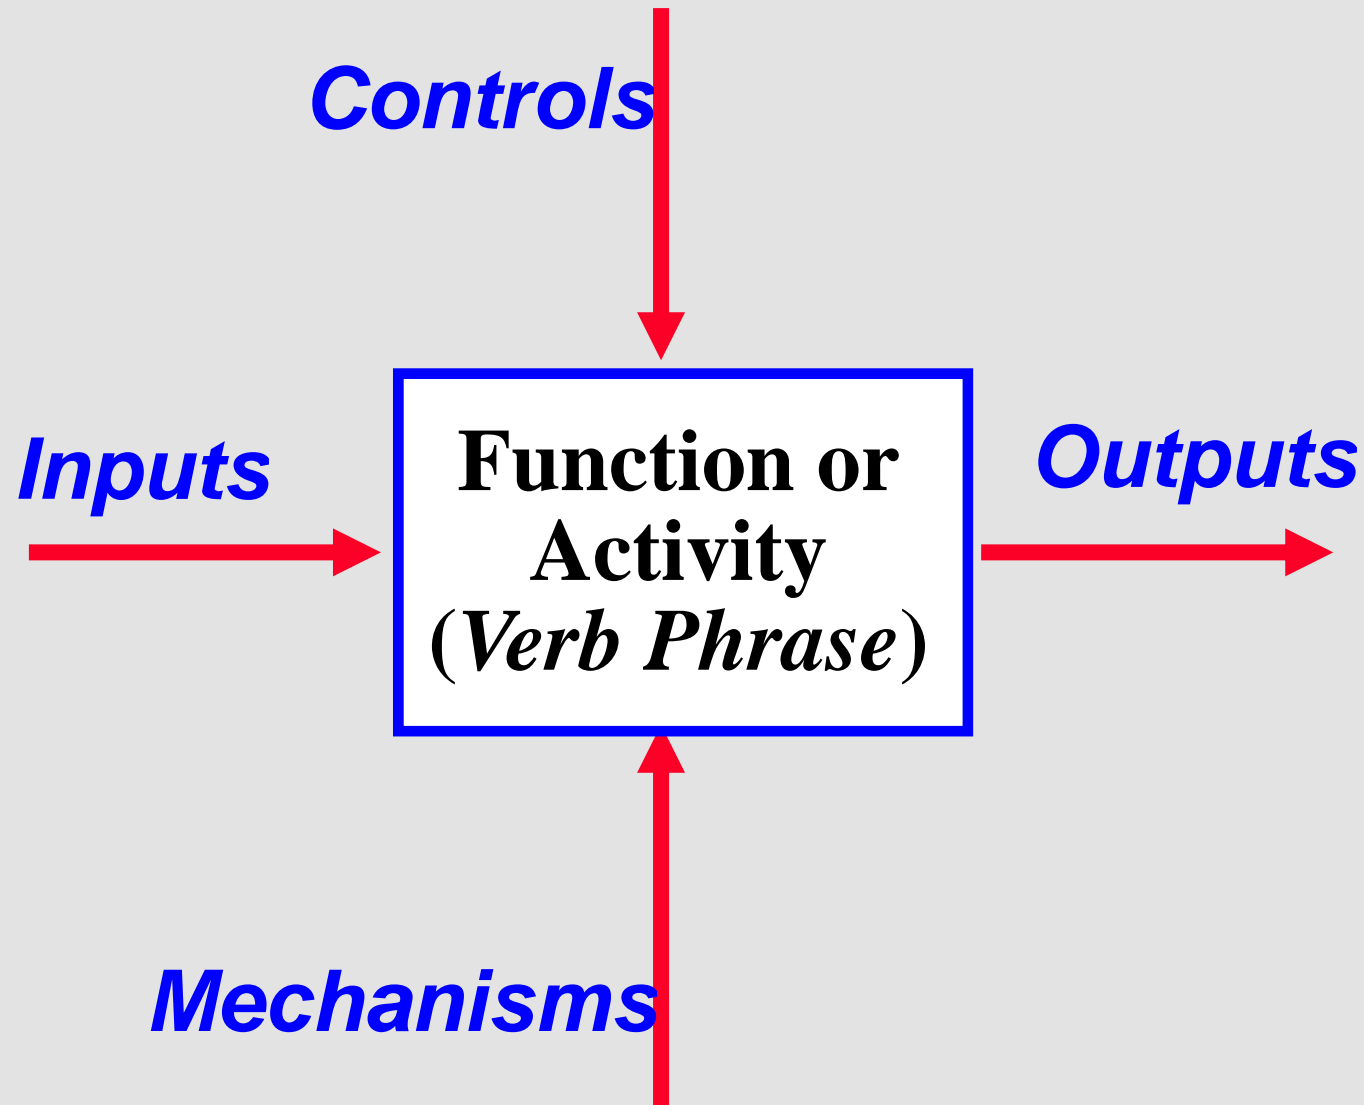 Controls
Inputs
Function or
Activity
(Verb Phrase)
Outputs
Mechanisms